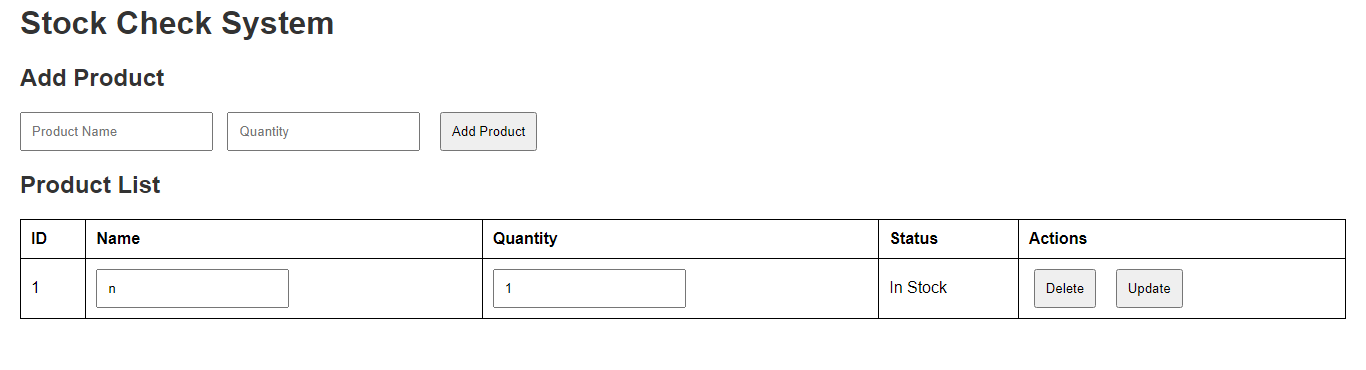 Stock Check System
Add Product
Product Name Quantity Add Product
Product List
ID Name Quantity Status Actions
1 n 1 In Stock Delete Update